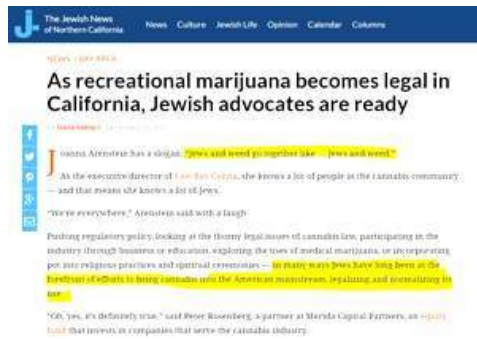 The Jewish News
of Northern California
News Culture Jewish Life Opinion Calendar Columns
NEWS BAY AREA
As recreational marijuana becomes legal in
California, Jewish advocates are ready
Joanna Arenstein has a slogan: “Jews and weed go together like … Jews and weed.”
As the executive director of she knows a lot of people in the cannabis community
— and that means she knows a lot of Jews.
“We're everywhere,” Arenstein said with a laugh.
Pushing regulatory policy, looking at the thorny legal issues of cannabis law, participating in the
industry through business or education, exploring the uses of medical marijuana, or incorporating
pot into religious practices and spiritual ceremonies — in many ways Jews have long been at the
forefront of efforts to bring cannabis into the American mainstream, legalizing and normalizing its
use.
“Oh, yes, it's definitely true,” said Peter Rosenberg, a partner at Merida Capital Partners, an equity
fund that invests in companies that serve the cannabis industry.